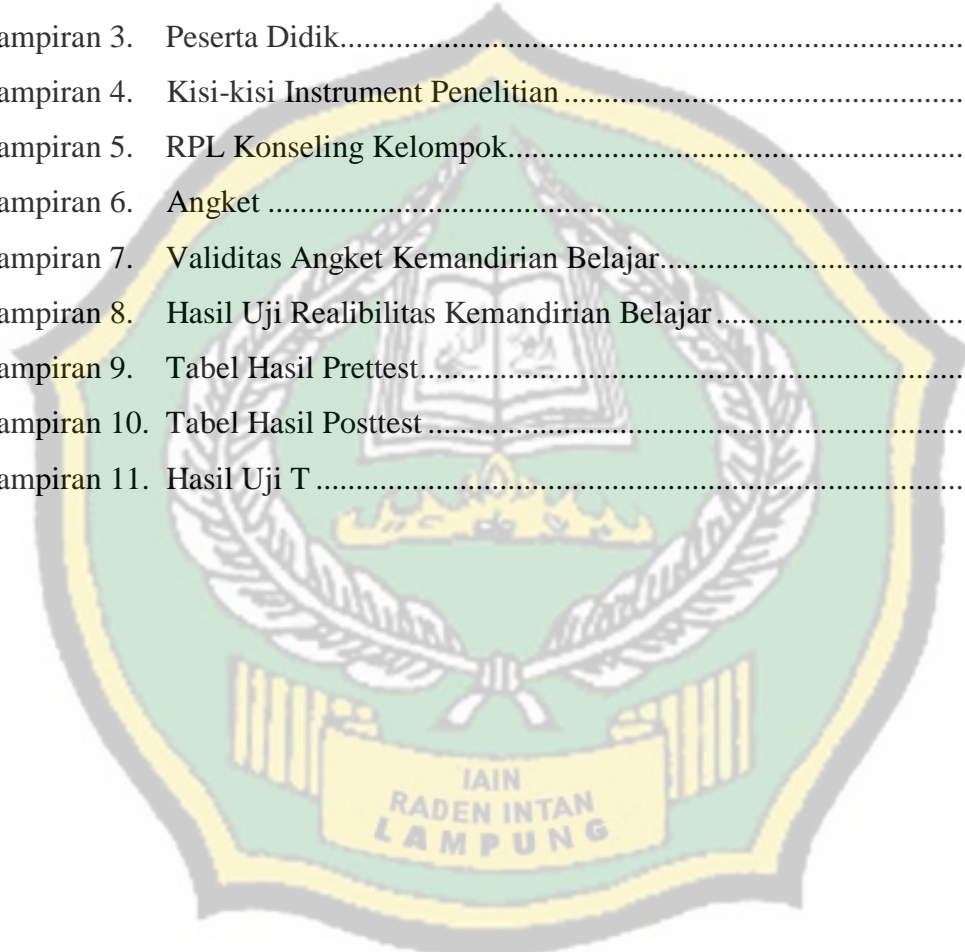 ampiran 3. Peserta Didik..............................................................................................
ampiran 4. Kisi-kisi Instrument Penelitian............................................................
ampiran 5. RPL Konseling Kelompok....................................................................
ampiran 6. Angket..........................................................................................................
ampiran 7. Validitas Angket Kemandirian Belajar.............................................
ampiran 8. Hasil Uji Realibilitas Kemandirian Belajar.....................................
ampiran 9. Tabel Hasil Prettest.................................................................................
ampiran 10. Tabel Hasil Posttest................................................................................
ampiran 11. Hasil Uji T.................................................................................................
IAIN
RADEN INTAN
LAMPUNG